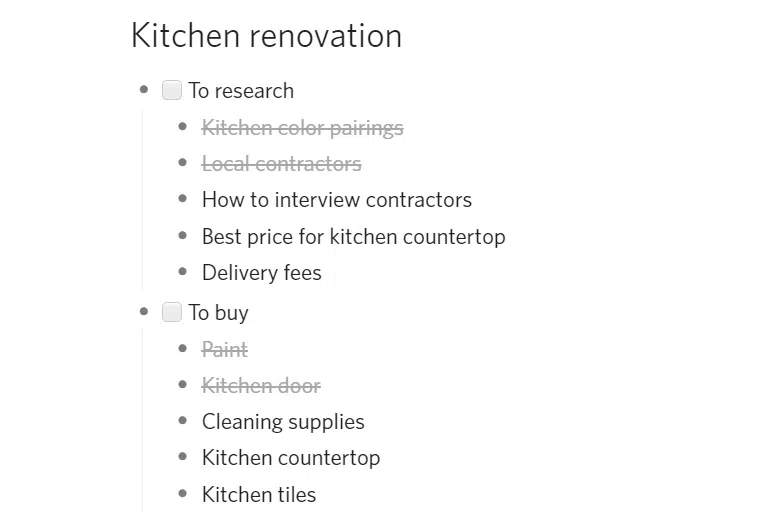 Kitchen renovation
To research
Kitchen color pairings
Local contractors
How to interview contractors
Best price for kitchen countertop
Delivery fees
To buy
Paint
Kitchen door
Cleaning supplies
Kitchen countertop
Kitchen tiles